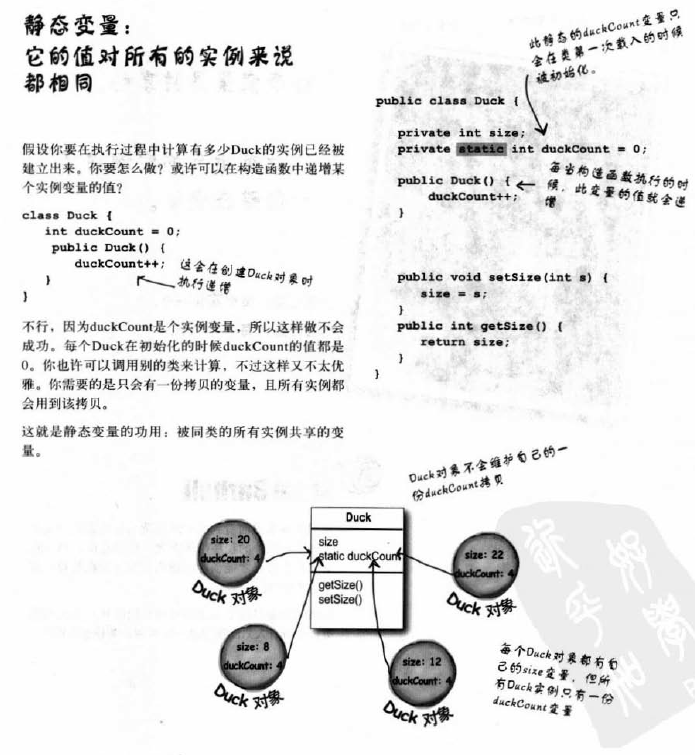 静态变量：
它的值对所有的实例来说
都相同
假设你要在执行过程中计算有多少Duck的实例已经被
建立出来。你要怎么做？或许可以在构造函数中递增某
个实例变量的值？
class Duck {
int duckCount = 0;
public Duck() {
duckCount++;
}
}
这会在创建Duck对象时
执行递增
不行，因为duckCount是个实例变量，所以这样做不会
成功。每个Duck在初始化的时候duckCount的值都是
0。你也许可以调用别的类来计算，不过这样又不太优
雅。你需要的是只会有一份拷贝的变量，且所有实例都
会用到该拷贝。
这就是静态变量的功用：被同类的所有实例共享的变
量。
此静态的duckCount变量只
会在类第一次载入的时候
被初始化。
public class Duck {
private int size;
private static int duckCount = 0;
public Duck() {
duckCount++;
}
每当构造函数执行的时
候，此变量的值就会递
增
public void setSize(int s) {
size = s;
}
public int getSize() {
return size;
}
}
Duck对象不会维护自己的一
份duckCount拷贝
Duck
size
static duckCount
getSize()
setSize()
size: 20
duckCount: 4
Duck 对象
size: 22
duckCount: 4
Duck 对象
size: 8
duckCount: 4
Duck 对象
size: 12
duckCount: 4
Duck 对象
每个Duck对象都有自
己的size变量，但所
有Duck实例只有一份
duckCount变量